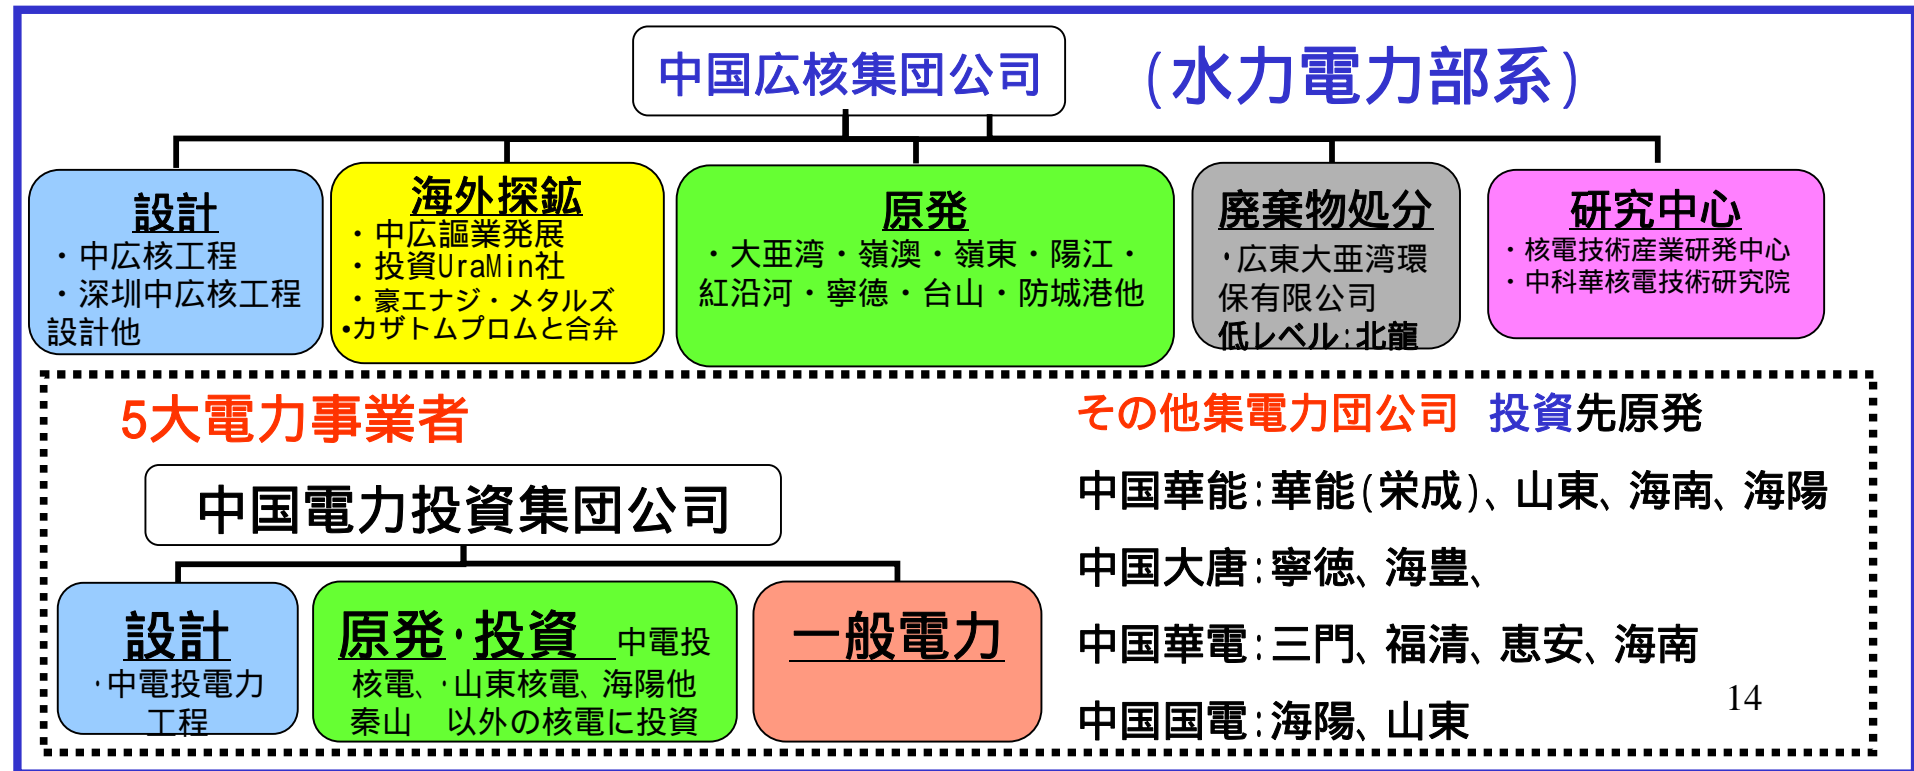 中国広核集団公司
(水力電力部系)
設計
・中広核工程
・深圳中広核工程
設計他
海外探鉱
・中広謳業発展
・投資UraMin社
・豪エナジ・メタルズ
•カザトムプロムと合弁
原発
・大亜湾・嶺澳・嶺東・陽江・
紅沿河・寧德・台山・防城港他
廃棄物処分
・広東大亜湾環
保有限公司
低レベル:北龍
研究中心
・核電技術産業研発中心
・中科華核電技術研究院
5大電力事業者
中国電力投資集団公司
設計
・中電投電力
工程
原発・投資 中電投
核電、・山東核電、海陽他
秦山 以外の核電に投資
一般電力
その他集電力団公司 投資先原発
中国華能:華能(栄成)、山東、海南、海陽
中国大唐:寧徳、海豊、
中国華電:三門、福清、恵安、海南
中国国電:海陽、山東
14